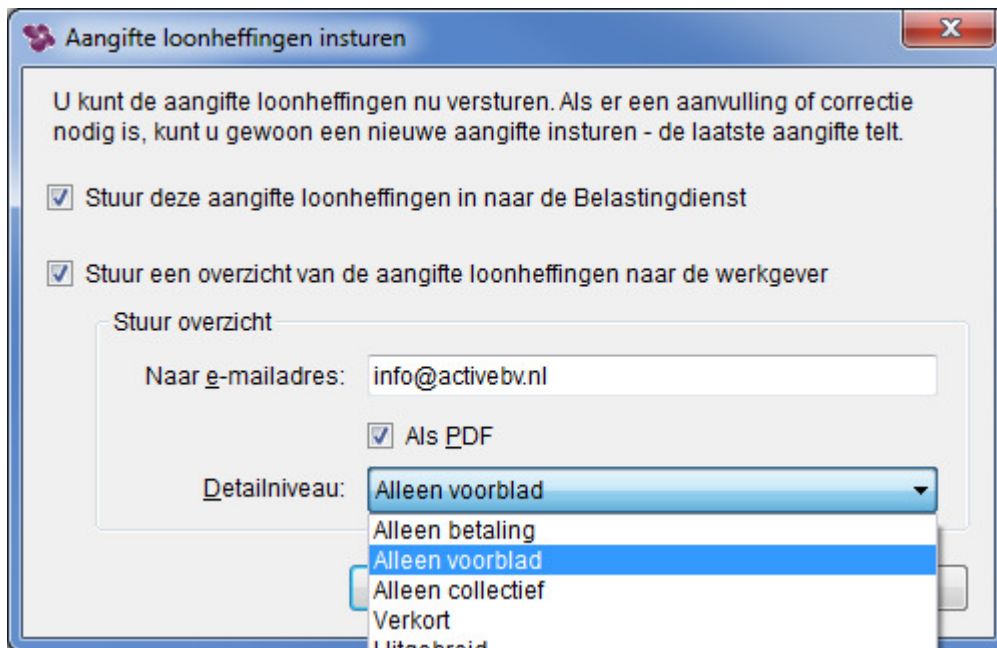 Aangifte loonheffingen insturen
U kunt de aangifte loonheffingen nu versturen. Als er een aanvulling of correctie
nodig is, kunt u gewoon een nieuwe aangifte insturen - de laatste aangifte telt.
Stuur deze aangifte loonheffingen in naar de Belastingdienst
Stuur een overzicht van de aangifte loonheffingen naar de werkgever
Stuur overzicht
Naar e-mailadres: info@activebv.nl
Als PDF
Detailniveau: Alleen voorblad
Alleen betaling
Alleen voorblad
Alleen collectief
Verkort
Uitgebreid